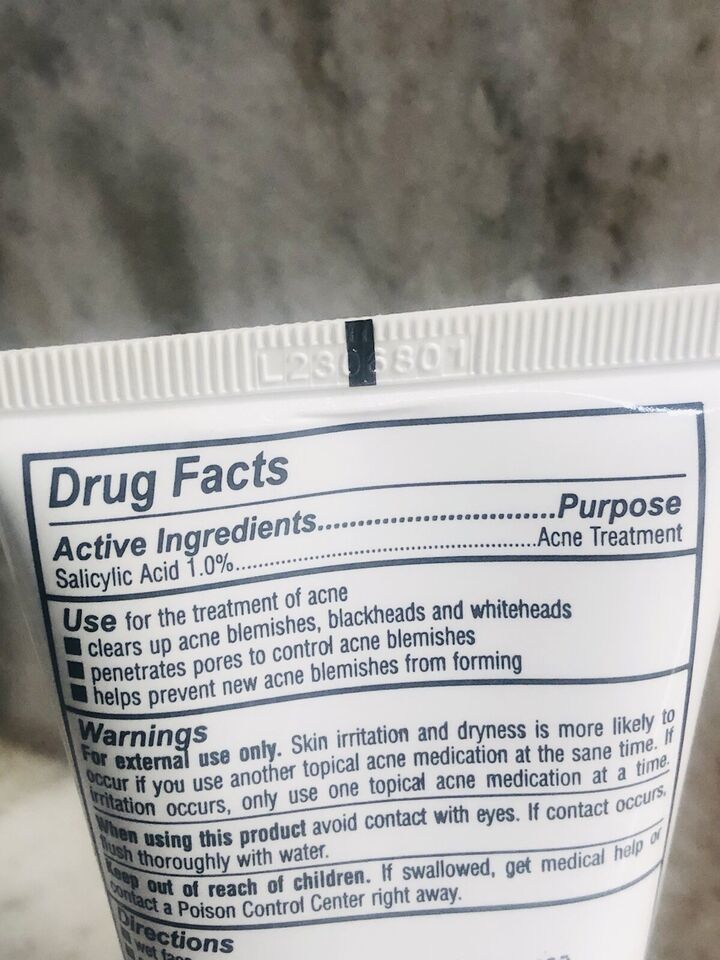 L2306801
Drug Facts
Active Ingredients..............................Purpose
Salicylic Acid 1.0%........................................Acne Treatment
Use for the treatment of acne
■ clears up acne blemishes, blackheads and whiteheads
■ penetrates pores to control acne blemishes
■ helps prevent new acne blemishes from forming
Warnings
For external use only. Skin irritation and dryness is more likely to
occur if you use another topical acne medication at the sane time. If
irritation occurs, only use one topical acne medication at a time.
When using this product avoid contact with eyes. If contact occurs,
flush thoroughly with water.
Keep out of reach of children. If swallowed, get medical help or
contact a Poison Control Center right away.
Directions
■ wet face